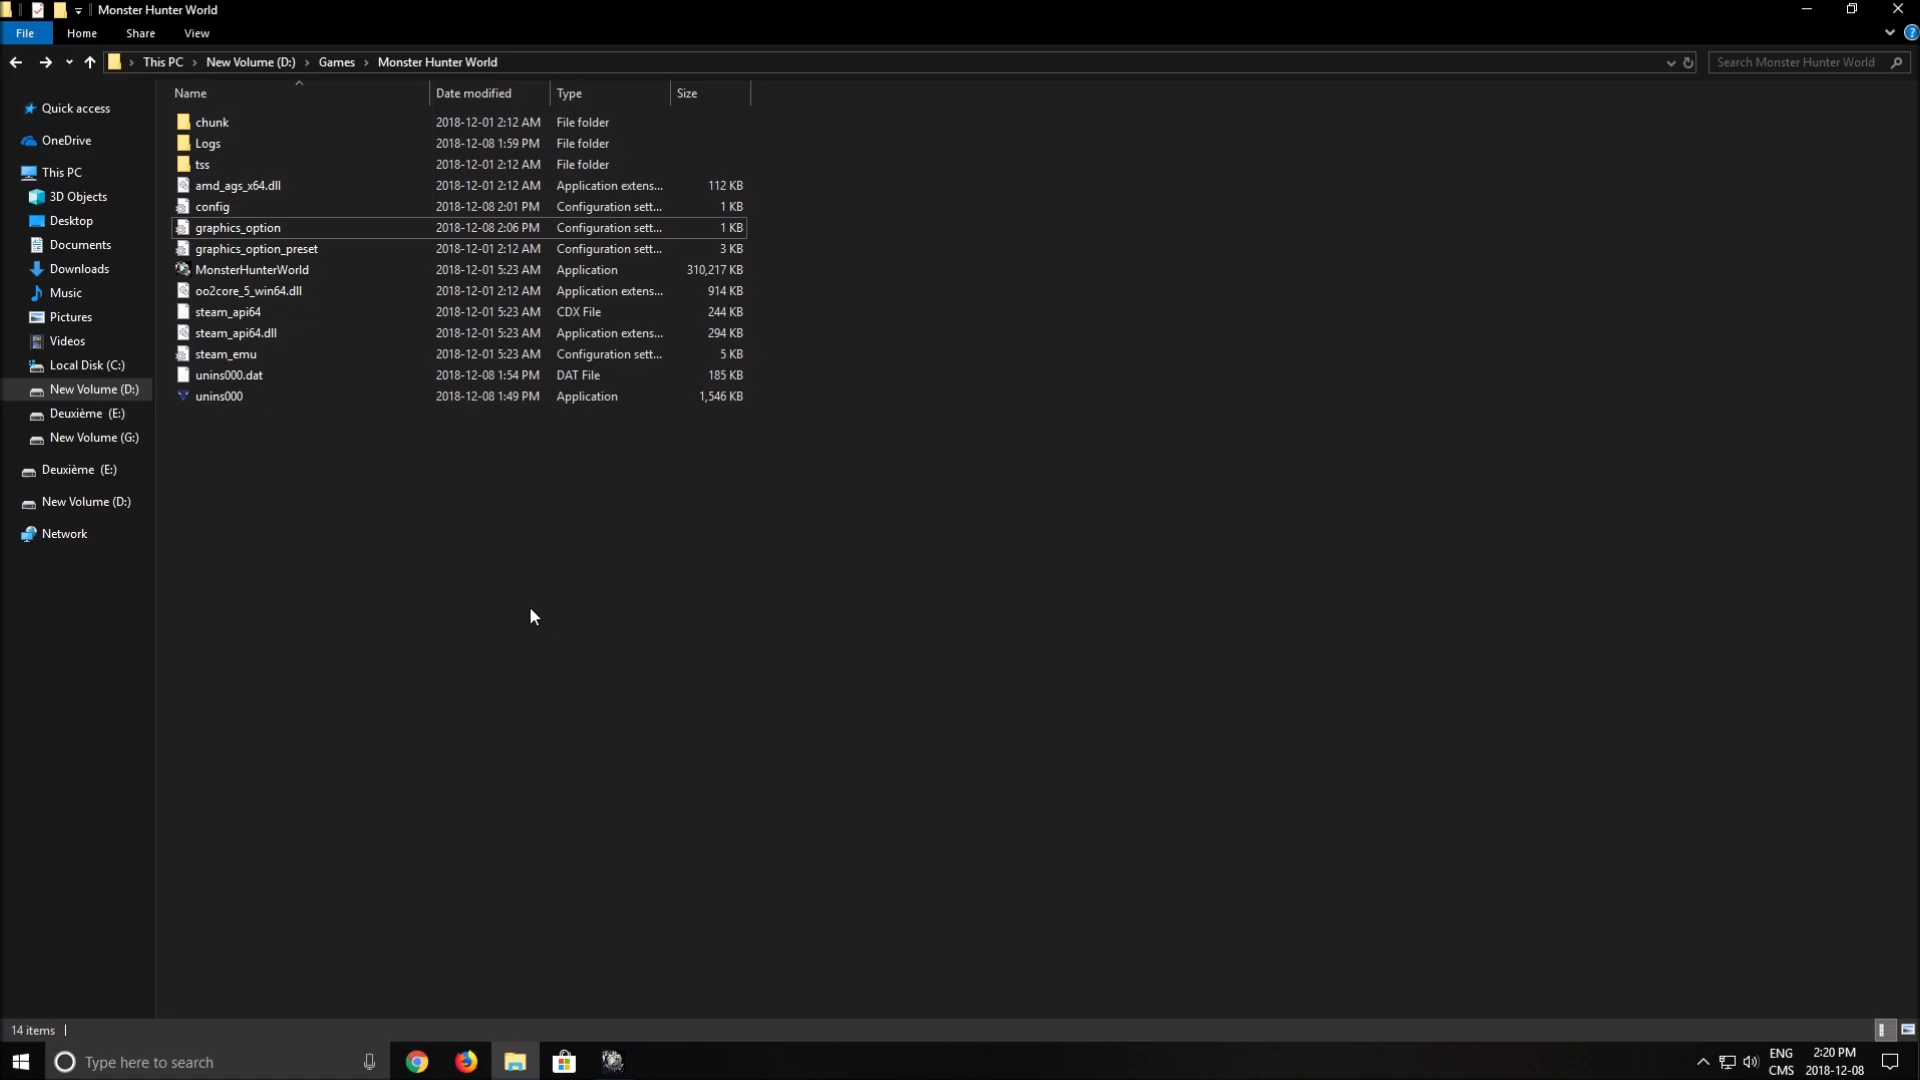 Monster Hunter World
File Home Share View
This PC New Volume (D:) Games Monster Hunter World Search Monster Hunter World
Name Date modified Type Size
Quick access
OneDrive
This PC
3D Objects
Desktop
Documents
Downloads
Music
Pictures
Videos
Local Disk (C:)
New Volume (D:)
Deuxième (E:)
New Volume (G:)
Deuxième (E:)
New Volume (D:)
Network
chunk 2018-12-01 2:12 AM File folder
Logs 2018-12-08 1:59 PM File folder
tss 2018-12-01 2:12 AM File folder
amd_ags_x64.dll 2018-12-01 2:12 AM Application extens... 112 KB
config 2018-12-08 2:01 PM Configuration sett... 1 KB
graphics_option 2018-12-08 2:06 PM Configuration sett... 1 KB
graphics_option_preset 2018-12-01 2:12 AM Configuration sett... 3 KB
MonsterHunterWorld 2018-12-01 5:23 AM Application 310,217 KB
oo2core_5_win64.dll 2018-12-01 2:12 AM Application extens... 914 KB
steam_api64 2018-12-01 5:23 AM CDX File 244 KB
steam_api64.dll 2018-12-01 5:23 AM Application extens... 294 KB
steam_emu 2018-12-01 5:23 AM Configuration sett... 5 KB
unins000.dat 2018-12-08 1:54 PM DAT File 185 KB
unins000 2018-12-08 1:49 PM Application 1,546 KB
14 items
Type here to search
ENG 2:20 PM
CMS 2018-12-08